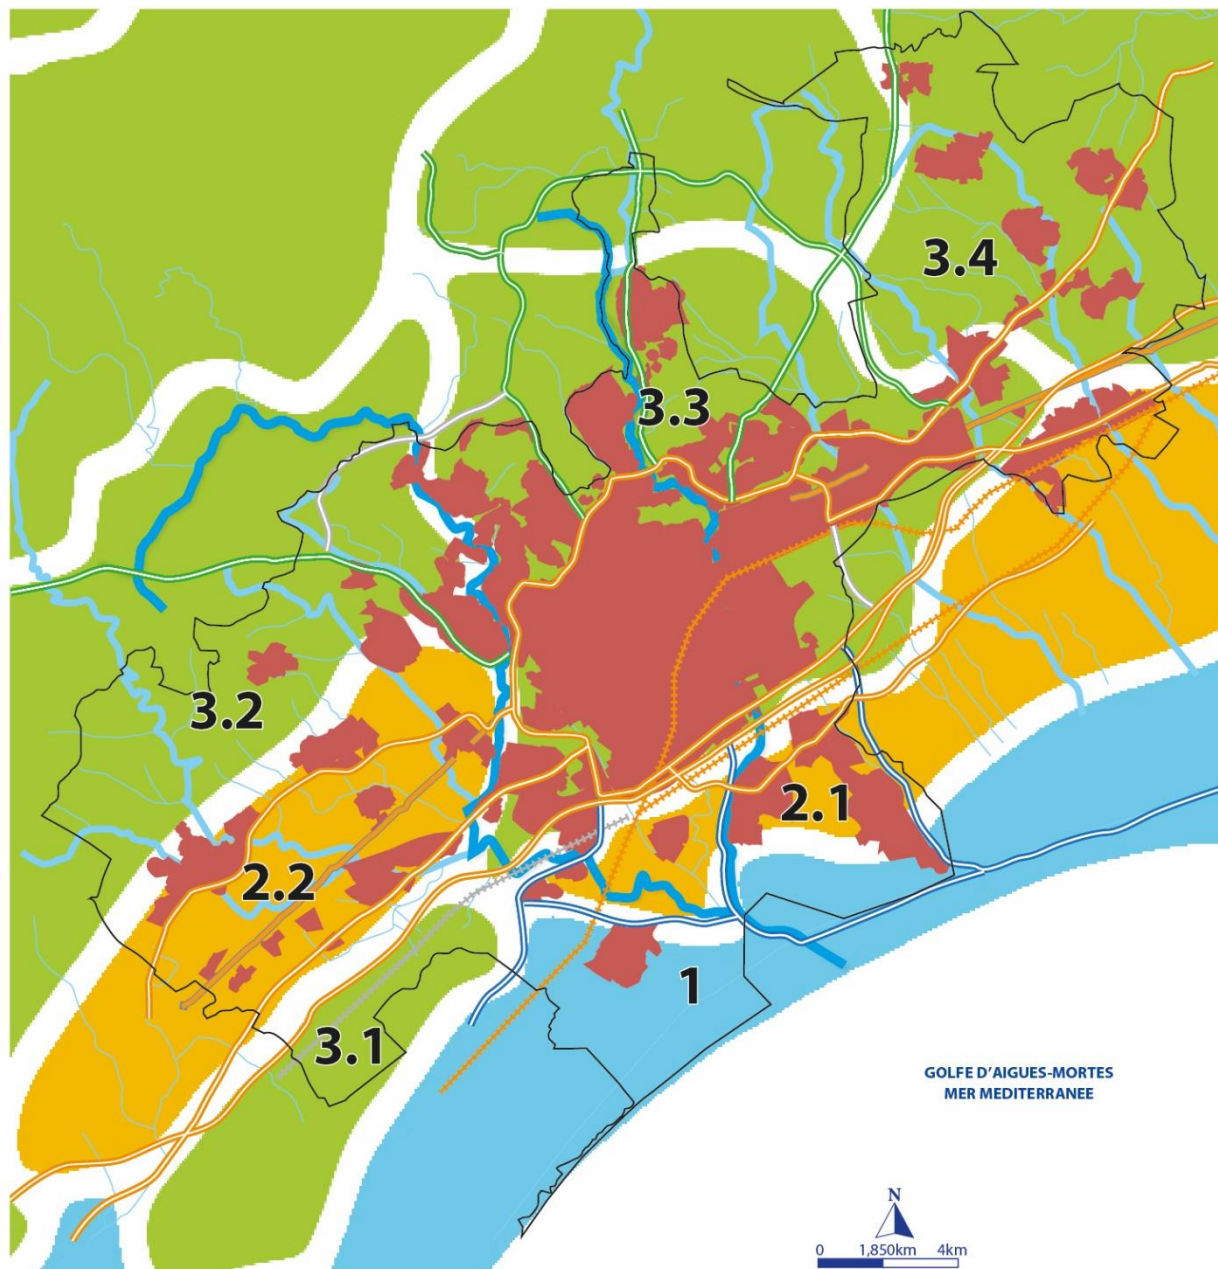 3.4
3.3
3.2
2.1
2.2
1
3.1
GOLFE D'AIGUES-MORTES
MER MEDITERRANEE
N
0 1,850km 4km